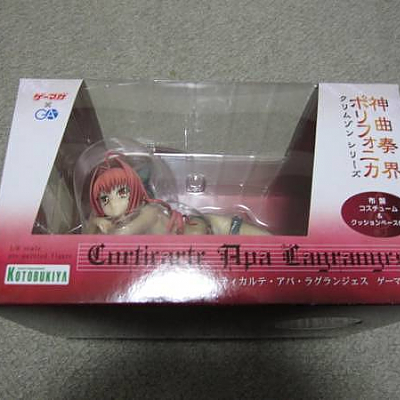 ゲーマガ
×
GA
神曲奏界
ポリフォニカ
クリムゾンシリーズ
布製
コスチューム
&
クッションベース
1/8 scale
pre-painted figure
KOTOBUKIYA
Corticarte Apa Lagranges
ティカルテ・アパ・ラグランジェス ゲーマ